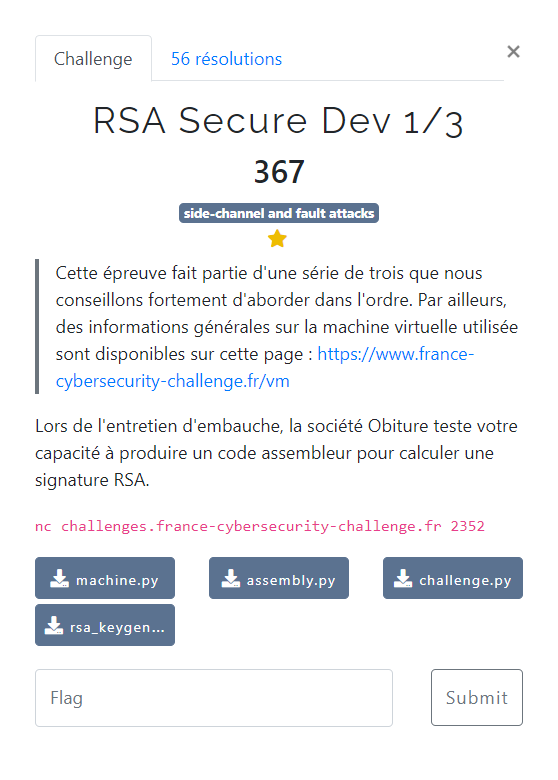 Challenge
56 résolutions
×
RSA Secure Dev 1/3
367
side-channel and fault attacks
Cette épreuve fait partie d'une série de trois que nous
conseillons fortement d'aborder dans l'ordre. Par ailleurs,
des informations générales sur la machine virtuelle utilisée
sont disponibles sur cette page : https://www.france-
cybersecurity-challenge.fr/vm
Lors de l'entretien d'embauche, la société Obiture teste votre
capacité à produire un code assembleur pour calculer une
signature RSA.
nc challenges.france-cybersecurity-challenge.fr 2352
machine.py
assembly.py
challenge.py
rsa_keygen...
Flag
Submit